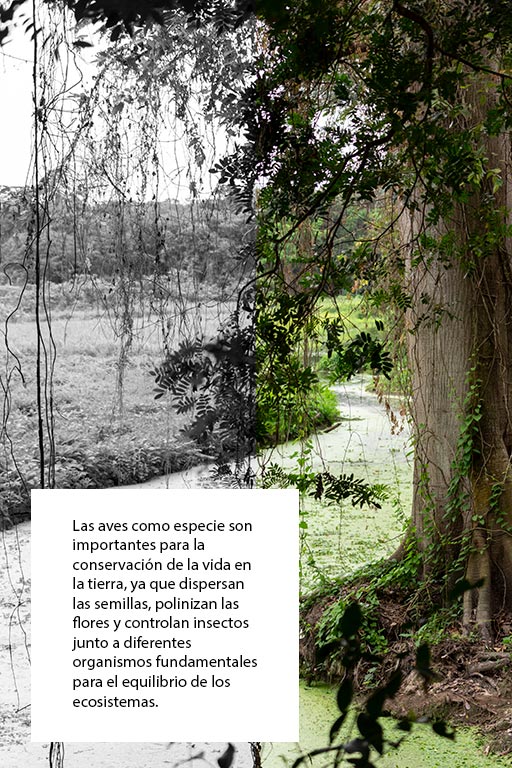 Las aves como especie son
importantes para la
conservación de la vida en
la tierra, ya que dispersan
las semillas, polinizan las
flores y controlan insectos
junto a diferentes
organismos fundamentales
para el equilibrio de los
ecosistemas.